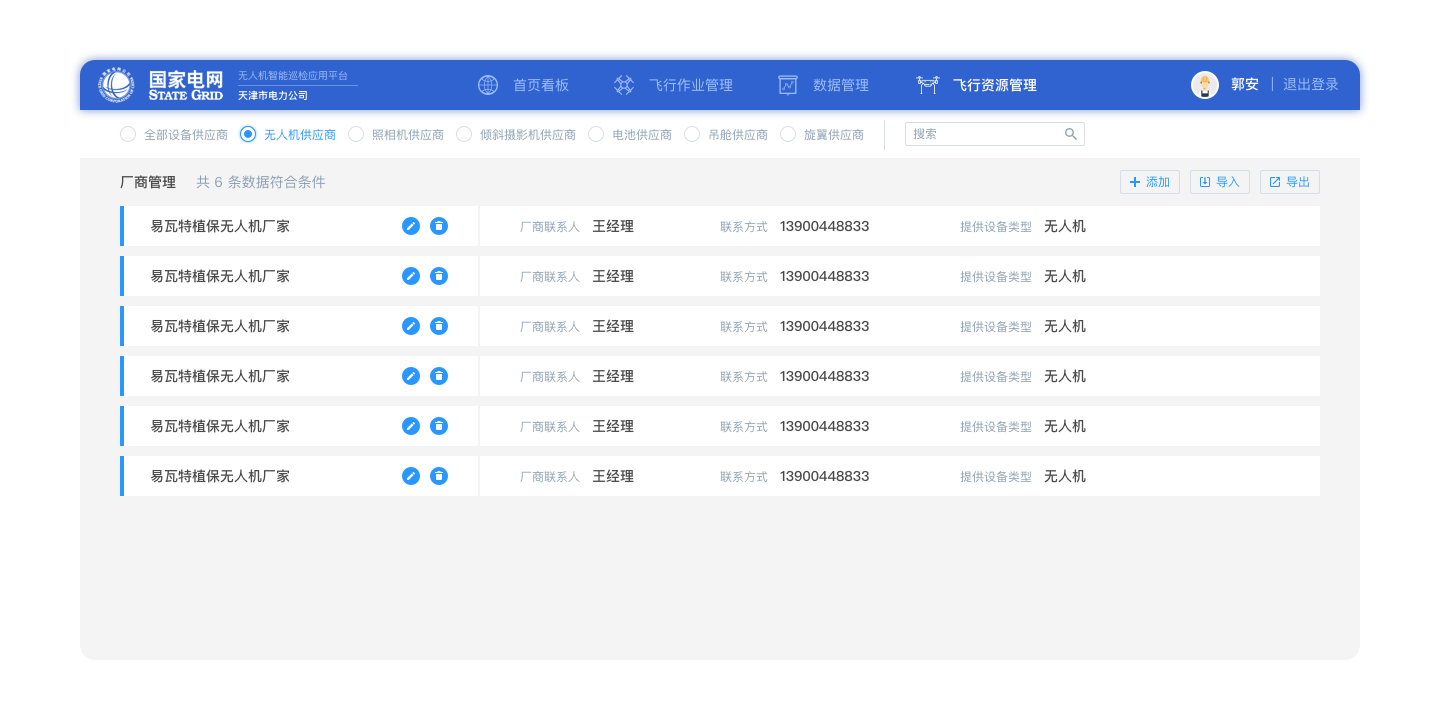 国家电网
STATE GRID
无人机智能巡检应用平台
天津市电力公司
首页看板
飞行作业管理
数据管理
飞行资源管理
郭安 | 退出登录
全部设备供应商
无人机供应商
照相机供应商
倾斜摄影机供应商
电池供应商
吊舱供应商
旋翼供应商
搜索
厂商管理 共 6 条数据符合条件
添加
导入
导出
易瓦特植保无人机厂家 厂商联系人 王经理 联系方式 13900448833 提供设备类型 无人机
易瓦特植保无人机厂家 厂商联系人 王经理 联系方式 13900448833 提供设备类型 无人机
易瓦特植保无人机厂家 厂商联系人 王经理 联系方式 13900448833 提供设备类型 无人机
易瓦特植保无人机厂家 厂商联系人 王经理 联系方式 13900448833 提供设备类型 无人机
易瓦特植保无人机厂家 厂商联系人 王经理 联系方式 13900448833 提供设备类型 无人机
易瓦特植保无人机厂家 厂商联系人 王经理 联系方式 13900448833 提供设备类型 无人机